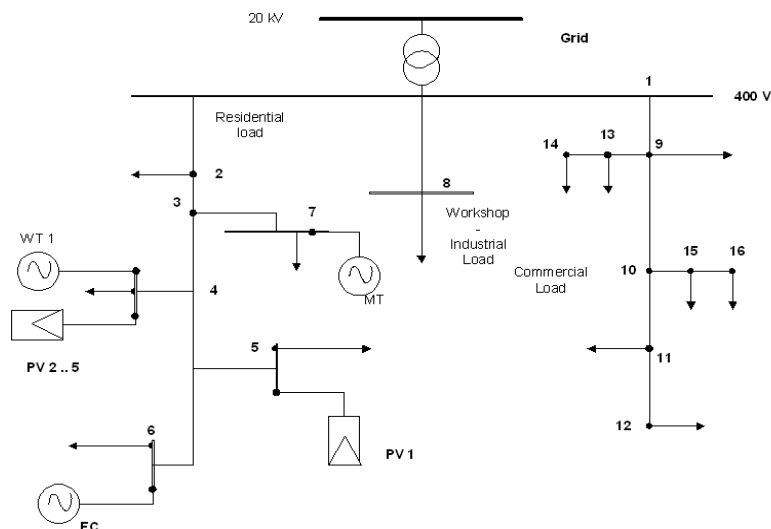 20 kV
Grid
1
400 V
Residential
load
2
3
7
8
Workshop
-
Industrial
Load
MT
WT 1
4
PV 2 .. 5
5
PV 1
6
FC
14
13
9
10
15
16
Commercial
Load
11
12